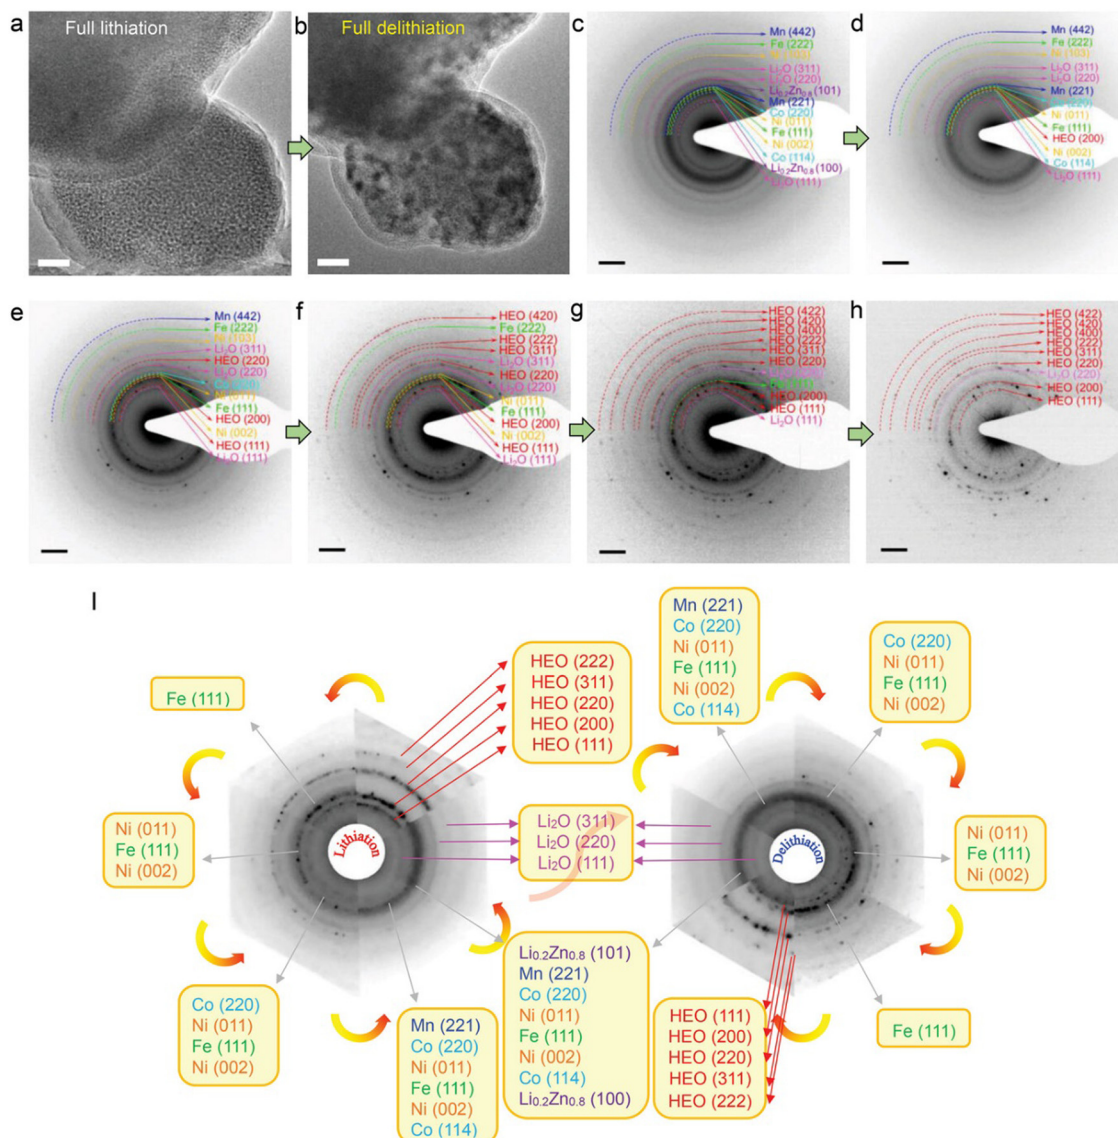 a
Full lithiation
b
Full delithiation
c
Mn (442)
Fe (222)
Ni (103)
Li₂O (311)
Li₂O (220)
Li₀.₂Zn₀.₈ (101)
Mn (221)
Co (220)
Ni (011)
Fe (111)
Ni (002)
Co (114)
Li₀.₂Zn₀.₈ (100)
Li₂O (111)
d
Mn (442)
Fe (222)
Ni (103)
Li₂O (311)
Li₂O (220)
Mn (221)
Co (220)
Ni (011)
Fe (111)
HEO (200)
Ni (002)
Co (114)
Li₂O (111)
e
Mn (442)
Fe (222)
Ni (103)
Li₂O (311)
HEO (220)
Li₂O (220)
Co (220)
Ni (011)
Fe (111)
HEO (200)
Ni (002)
HEO (111)
Li₂O (111)
f
HEO (420)
Fe (222)
HEO (222)
HEO (311)
Li₂O (311)
HEO (220)
Li₂O (220)
Ni (011)
Fe (111)
HEO (200)
Ni (002)
HEO (111)
Li₂O (111)
g
HEO (422)
HEO (420)
HEO (400)
HEO (222)
HEO (311)
HEO (220)
Li₂O (220)
Fe (111)
HEO (200)
HEO (111)
Li₂O (111)
h
HEO (422)
HEO (420)
HEO (400)
HEO (222)
HEO (311)
HEO (220)
Li₂O (220)
HEO (200)
HEO (111)
I
Fe (111)
Ni (011)
Fe (111)
Ni (002)
Co (220)
Ni (011)
Fe (111)
Ni (002)
Lithiation
HEO (222)
HEO (311)
HEO (220)
HEO (200)
HEO (111)
Li₂O (311)
Li₂O (220)
Li₂O (111)
Mn (221)
Co (220)
Ni (011)
Fe (111)
Ni (002)
Co (114)
Li₀.₂Zn₀.₈ (101)
Mn (221)
Co (220)
Ni (011)
Fe (111)
Ni (002)
Co (114)
Li₀.₂Zn₀.₈ (100)
Mn (221)
Co (220)
Ni (011)
Fe (111)
Ni (002)
Co (114)
Co (220)
Ni (011)
Fe (111)
Ni (002)
Delithiation
Ni (011)
Fe (111)
Ni (002)
Fe (111)
HEO (111)
HEO (200)
HEO (220)
HEO (311)
HEO (222)